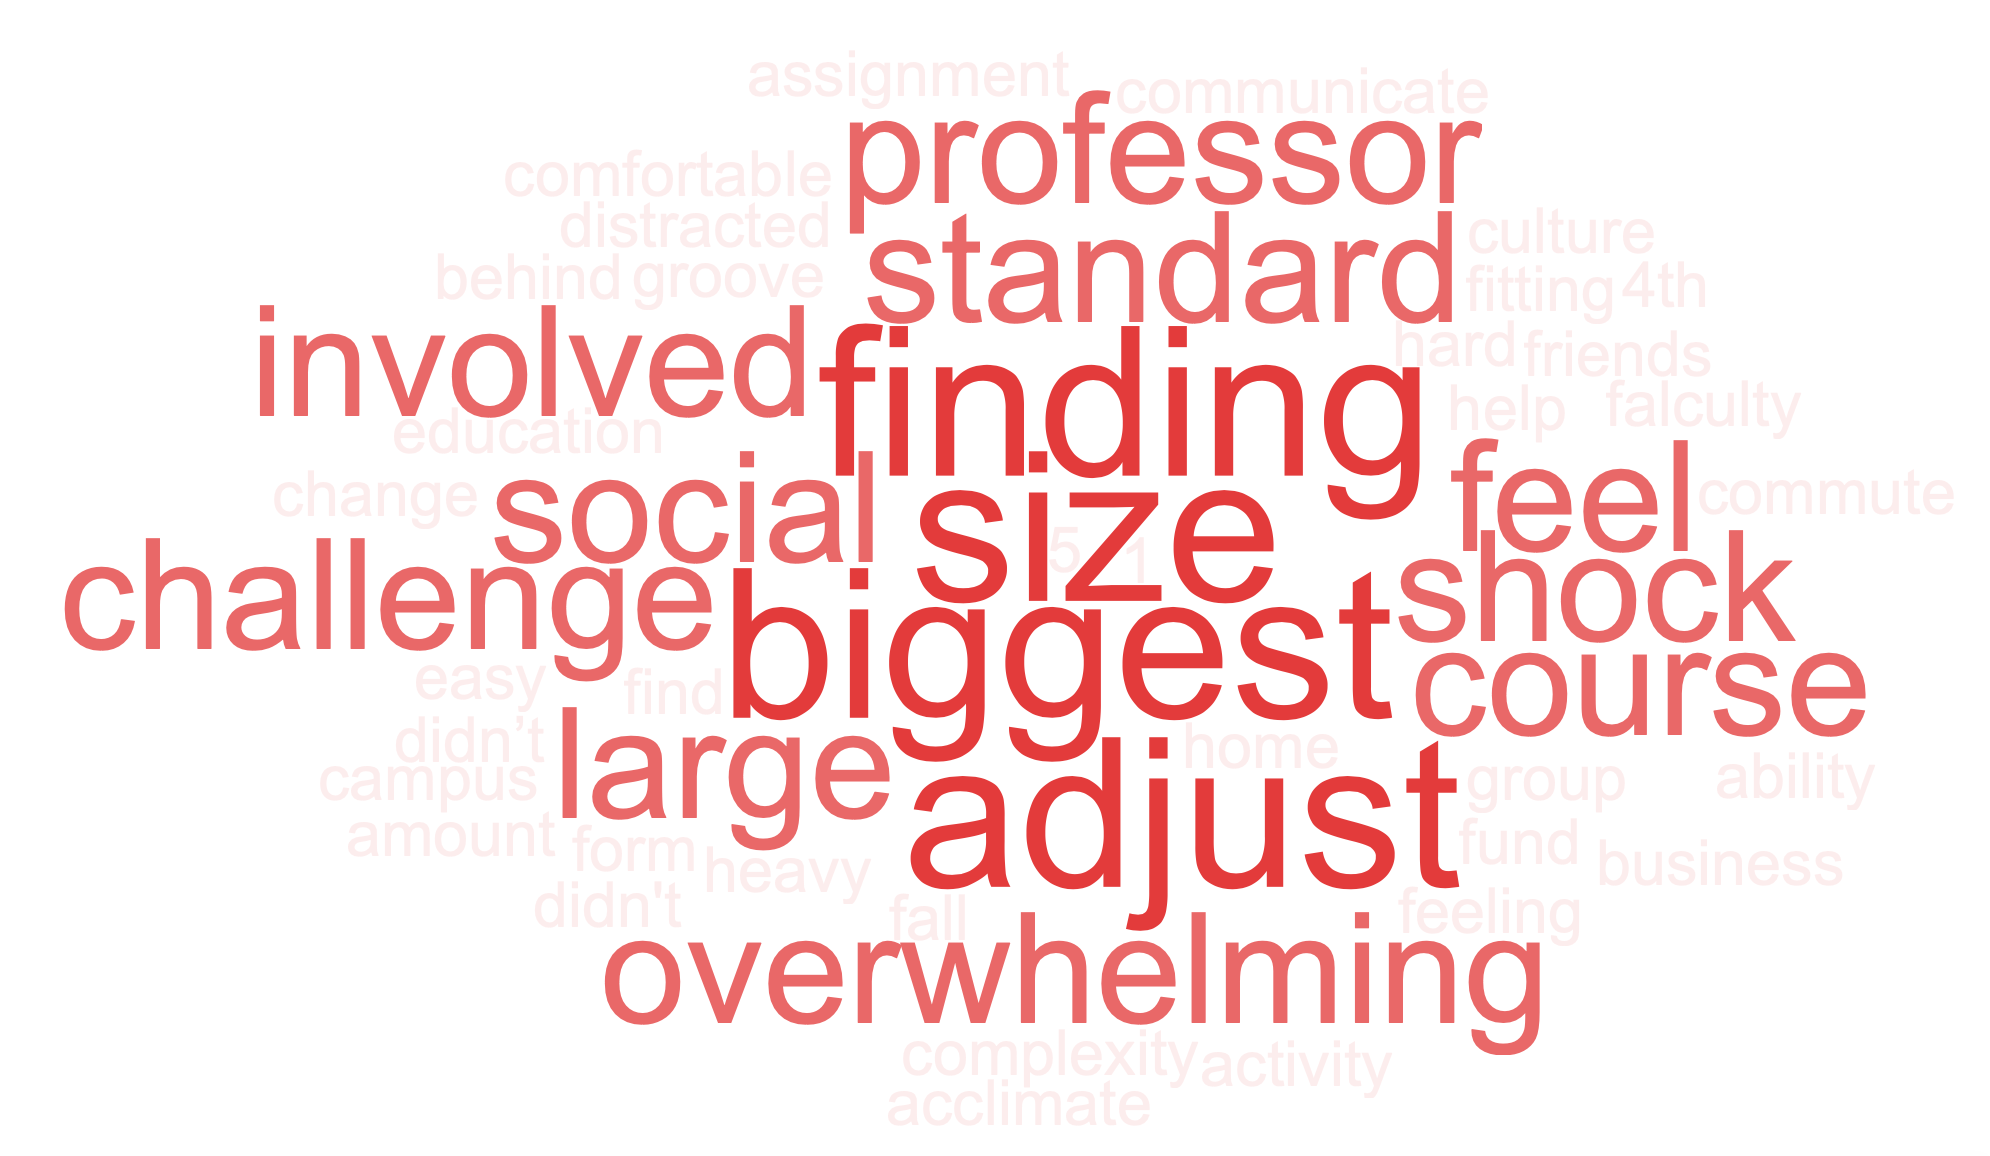 assignment
communicate
professor
comfortable
distracted
standard
culture
behind groove
fitting 4th
involved
finding
hard friends
education
help falculty
change
social
size
feel
commute
5 1
challenge
biggest
shock
easy find
course
didn’t
large
adjust
home
campus
group ability
amount form heavy
fund business
didn't
fall
feeling
overwhelming
complexity activity
acclimate